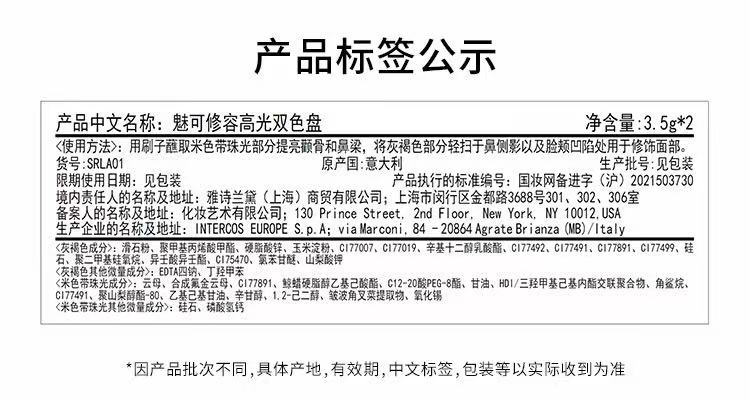 产品标签公示
产品中文名称：魅可修容高光双色盘 净含量：3.5g*2
<使用方法>：用刷子蘸取米色带珠光部分提亮颧骨和鼻梁，将灰褐色部分轻扫于鼻侧影以及脸颊凹陷处用于修饰面部。
货号：SRLA01 原产国：意大利 生产批号：见包装
限期使用日期：见包装 产品执行的标准编号：国妆网备进字（沪）2021503730
境内责任人的名称及地址：雅诗兰黛（上海）商贸有限公司；上海市闵行区金都路3688号301、302、306室
备案人的名称及地址：化妆艺术有限公司；130 Prince Street, 2nd Floor, New York, NY 10012,USA
生产企业的名称及地址：INTERCOS EUROPE S.p.A; via Marconi, 84 -20864 Agrate Brianza (MB)/Italy
<灰褐色成分>：滑石粉、聚甲基丙烯酸甲酯、硬脂酸锌、玉米淀粉、CI77007、CI77019、辛基十二醇乳酸酯、CI77492、CI77491、CI77891、CI77499、硅
石、聚二甲基硅氧烷、异壬酸异壬酯、CI75470、氯苯甘醚、山梨酸钾
<灰褐色其他微量成分>：EDTA四钠、丁羟甲苯
<米色带珠光成分>：云母、合成氟金云母、CI77891、鲸蜡硬脂醇乙基己酸酯、C12-20酸PEG-8酯、甘油、HDI/三羟甲基己基内酯交联聚合物、角鲨烷、
CI77491、聚山梨醇酯-80、乙基己基甘油、辛甘醇、1,2-己二醇、皱波角叉菜提取物、氧化锡
<米色带珠光其他微量成分>：硅石、磷酸氢钙
*因产品批次不同，具体产地，有效期，中文标签，包装等以实际收到为准